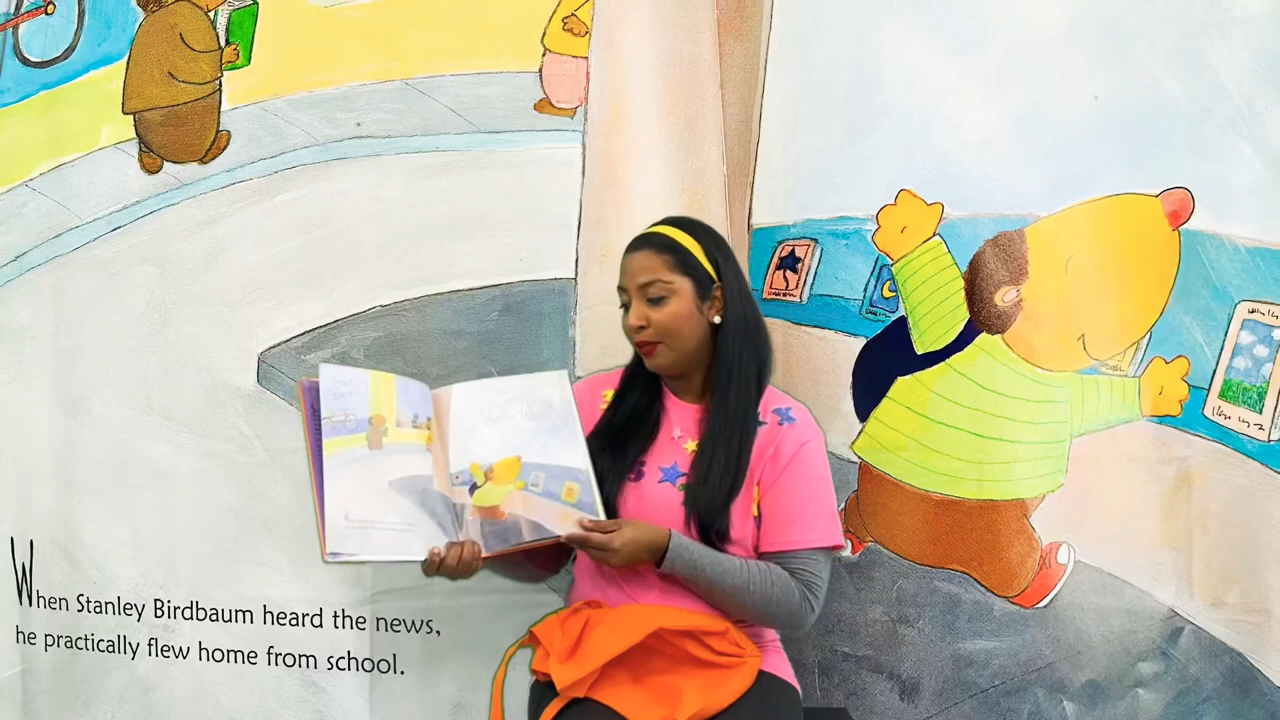 When Stanley Birdbaum heard the news,
he practically flew home from school.